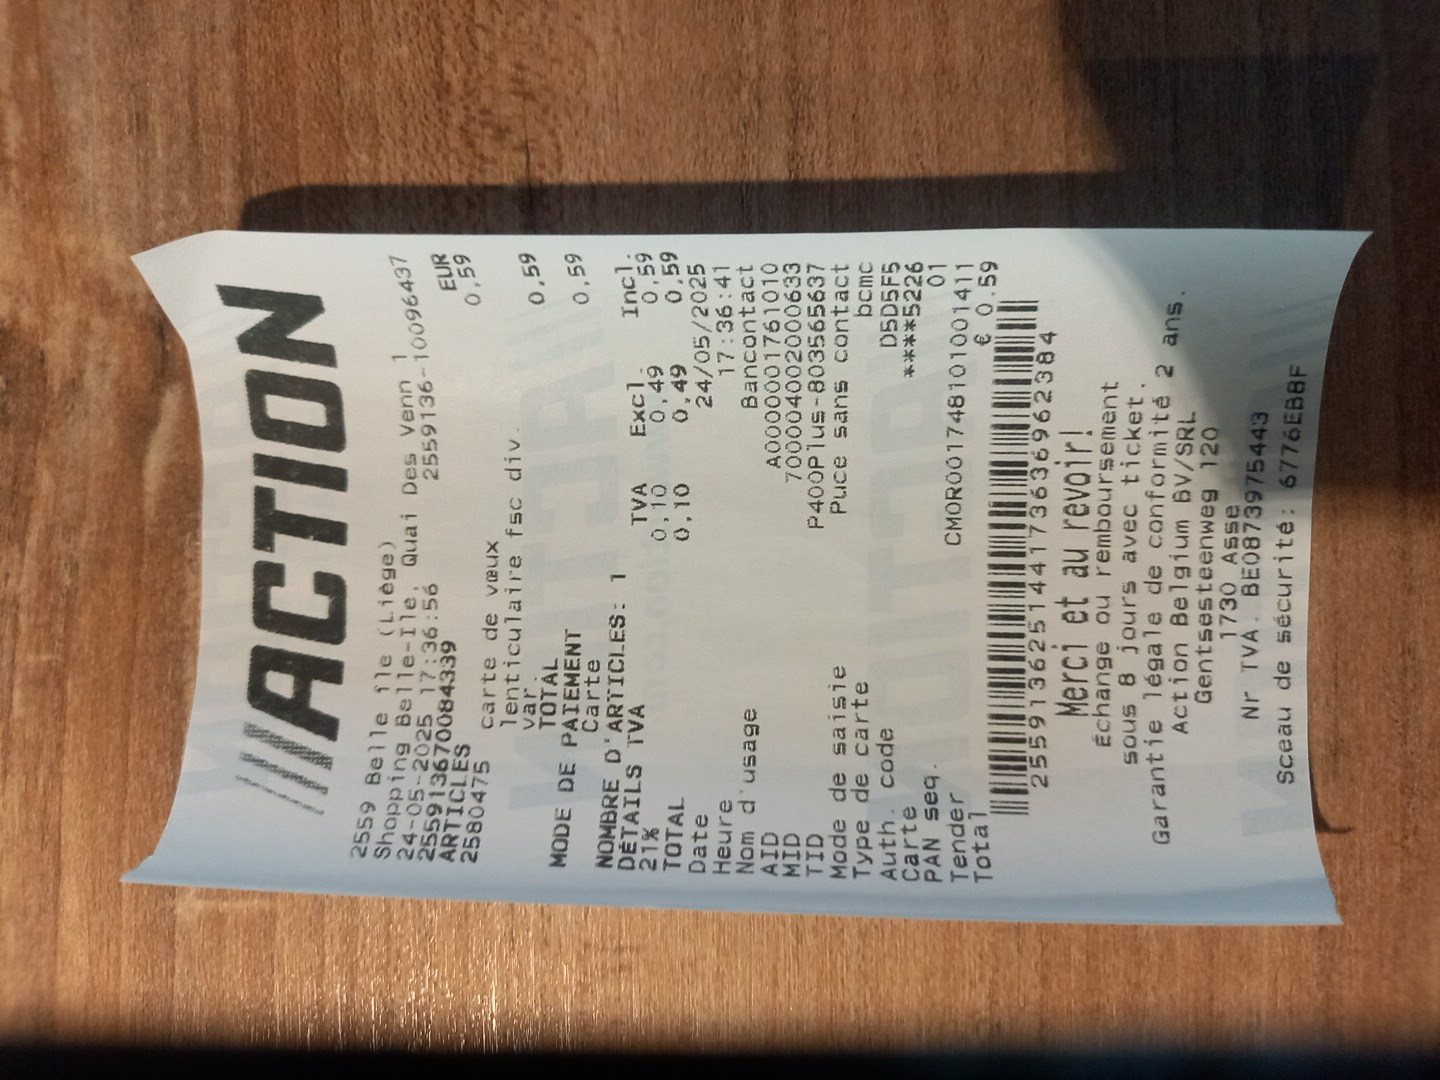 ACTION
2559 Belle île (Liège)
Shopping Belle-Ile, Quai Des Venn 1
24-05-2025 17:36:56 2559136-10096437
2559136700084339
ARTICLES EUR
2580475 0,59
carte de vœux
lenticulaire fsc div.
var.
TOTAL 0,59
MODE DE PAIEMENT
Carte 0,59
NOMBRE D'ARTICLES: 1
DÉTAILS TVA TVA Excl. Incl.
21% 0,10 0,49 0,59
TOTAL 0,10 0,49 0,59
Date 24/05/2025
Heure 17:36:41
Nom d'usage Bancontact
AID A0000001761010
MID 7000040020000633
TID P400Plus-803565637
Mode de saisie Puce sans contact
Type de carte bcmc
Auth. code D5D5F5
Carte ****5226
PAN seq. 01
Tender CMOR001748101001411
Total € 0.59
255913625144173636962384
Merci et au revoir!
Échange ou remboursement
sous 8 jours avec ticket.
Garantie légale de conformité 2 ans.
Action Belgium BV/SRL
Gentsesteenweg 120
1730 Asse
Nr TVA. BE0873975443
Sceau de sécurité: 6776EBBF